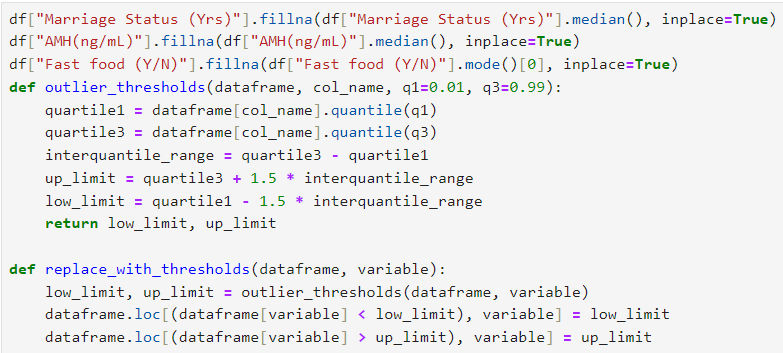 df["Marriage Status (Yrs)"].fillna(df["Marriage Status (Yrs)"].median(), inplace=True)
df["AMH(ng/mL)"].fillna(df["AMH(ng/mL)"].median(), inplace=True)
df["Fast food (Y/N)"].fillna(df["Fast food (Y/N)"].mode()[0], inplace=True)
def outlier_thresholds(dataframe, col_name, q1=0.01, q3=0.99):
    quartile1 = dataframe[col_name].quantile(q1)
    quartile3 = dataframe[col_name].quantile(q3)
    interquantile_range = quartile3 - quartile1
    up_limit = quartile3 + 1.5 * interquantile_range
    low_limit = quartile1 - 1.5 * interquantile_range
    return low_limit, up_limit

def replace_with_thresholds(dataframe, variable):
    low_limit, up_limit = outlier_thresholds(dataframe, variable)
    dataframe.loc[(dataframe[variable] < low_limit), variable] = low_limit
    dataframe.loc[(dataframe[variable] > up_limit), variable] = up_limit